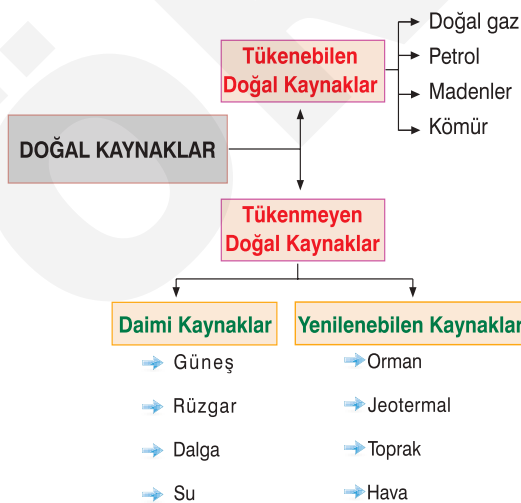 DOĞAL KAYNAKLAR
Tükenebilen
Doğal Kaynaklar
Doğal gaz
Petrol
Madenler
Kömür
Tükenmeyen
Doğal Kaynaklar
Daimi Kaynaklar
Güneş
Rüzgar
Dalga
Su
Yenilenebilen Kaynaklar
Orman
Jeotermal
Toprak
Hava